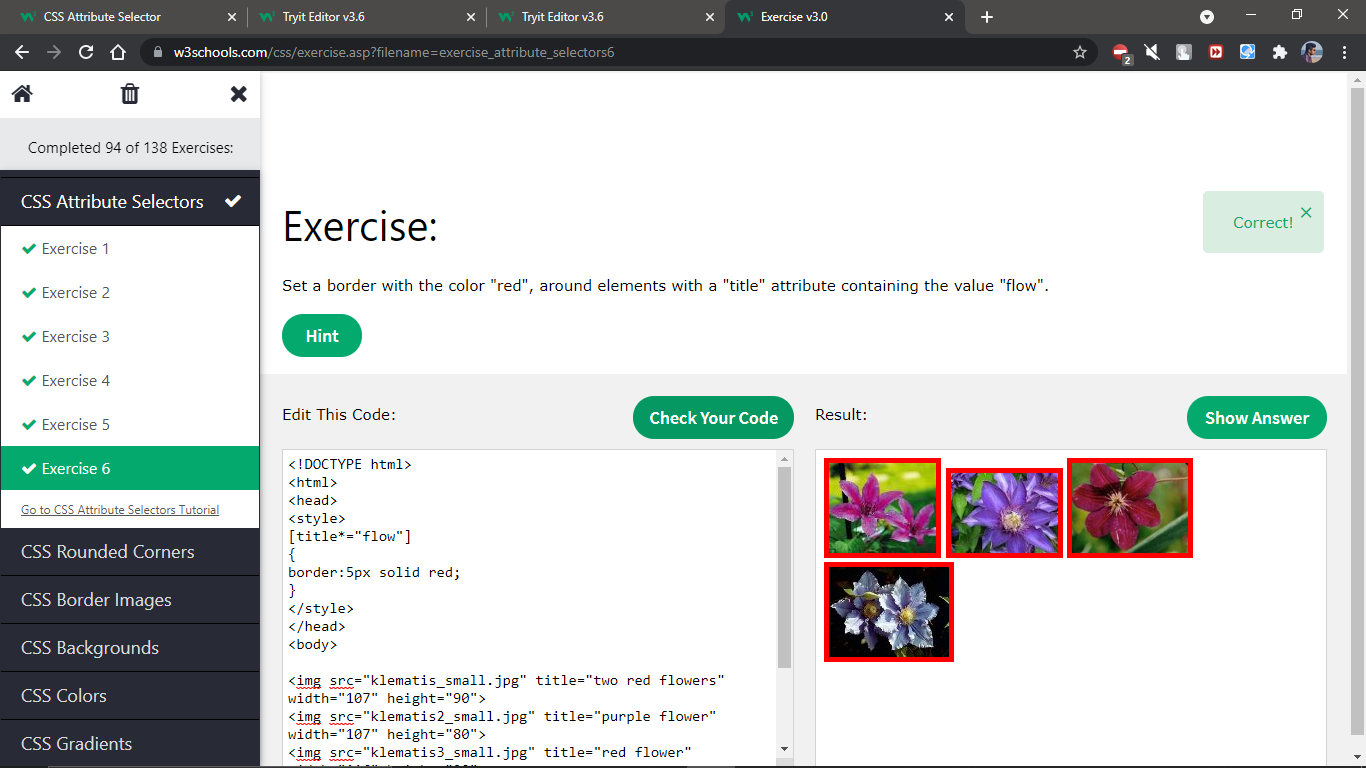 CSS Attribute Selector
Tryit Editor v3.6
Tryit Editor v3.6
Exercise v3.0
w3schools.com/css/exercise.asp?filename=exercise_attribute_selectors6
2
Completed 94 of 138 Exercises:
CSS Attribute Selectors
Exercise 1
Exercise 2
Exercise 3
Exercise 4
Exercise 5
Exercise 6
Go to CSS Attribute Selectors Tutorial
CSS Rounded Corners
CSS Border Images
CSS Backgrounds
CSS Colors
CSS Gradients
Exercise:
Correct!
Set a border with the color "red", around elements with a "title" attribute containing the value "flow".
Hint
Edit This Code:
Check Your Code
Result:
Show Answer
<!DOCTYPE html>
<html>
<head>
<style>
[title*="flow"]
{
border:5px solid red;
}
</style>
</head>
<body>
<img src="klematis_small.jpg" title="two red flowers"
width="107" height="90">
<img src="klematis2_small.jpg" title="purple flower"
width="107" height="80">
<img src="klematis3_small.jpg" title="red flower"